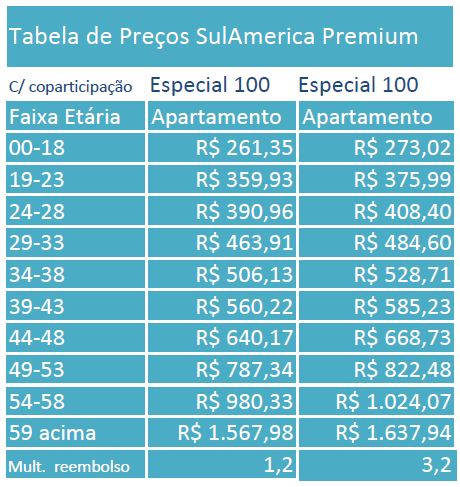 Tabela de Preços SulAmerica Premium
C/ coparticipação Especial 100 Especial 100
Faixa Etária Apartamento Apartamento
00-18 R$ 261,35 R$ 273,02
19-23 R$ 359,93 R$ 375,99
24-28 R$ 390,96 R$ 408,40
29-33 R$ 463,91 R$ 484,60
34-38 R$ 506,13 R$ 528,71
39-43 R$ 560,22 R$ 585,23
44-48 R$ 640,17 R$ 668,73
49-53 R$ 787,34 R$ 822,48
54-58 R$ 980,33 R$ 1.024,07
59 acima R$ 1.567,98 R$ 1.637,94
Mult. reembolso 1,2 3,2